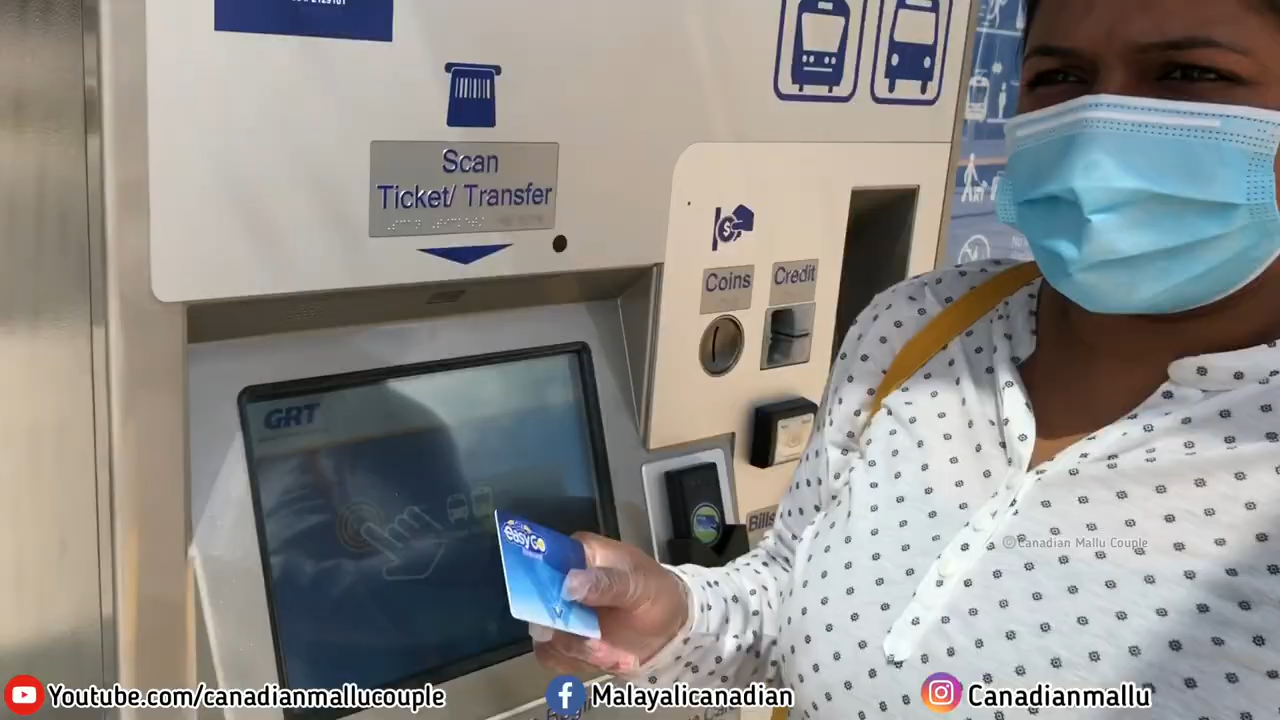 Scan
Ticket/ Transfer
Coins
Credit
GRT
easyGO
Bills
©Canadian Mallu Couple
Youtube.com/canadianmallucouple
Malayalicanadian
Canadianmallu